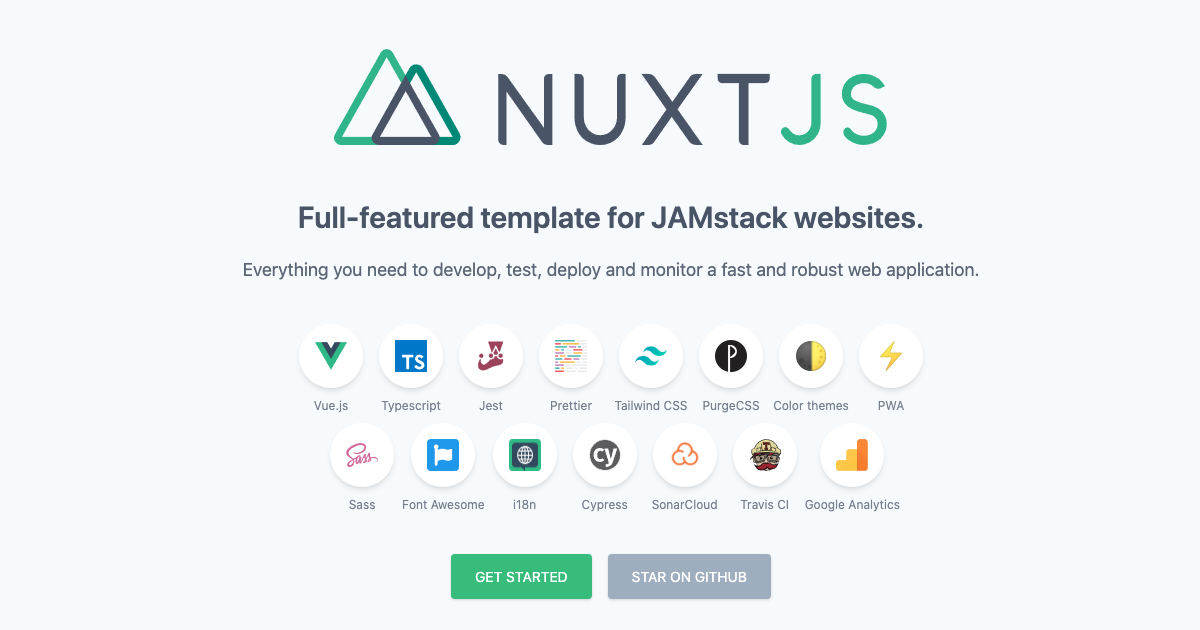 NUXTJS
Full-featured template for JAMstack websites.
Everything you need to develop, test, deploy and monitor a fast and robust web application.
TS
Vue.js Typescript Jest Prettier Tailwind CSS PurgeCSS Color themes PWA
Sass cy
Sass Font Awesome i18n Cypress SonarCloud Travis CI Google Analytics
GET STARTED STAR ON GITHUB